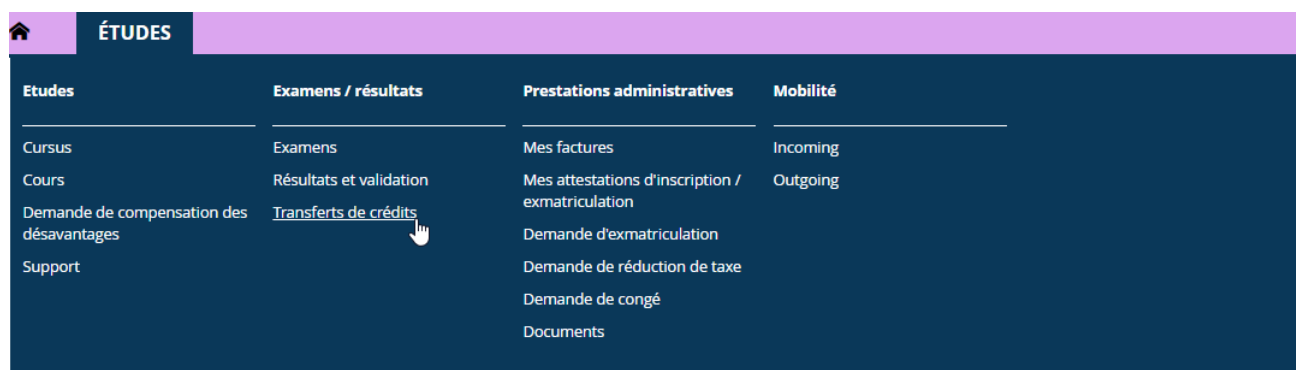 ÉTUDES
Etudes
Cursus
Cours
Demande de compensation des
désavantages
Support
Examens / résultats
Examens
Résultats et validation
Transferts de crédits
Prestations administratives
Mes factures
Mes attestations d'inscription /
exmatriculation
Demande d'exmatriculation
Demande de réduction de taxe
Demande de congé
Documents
Mobilité
Incoming
Outgoing